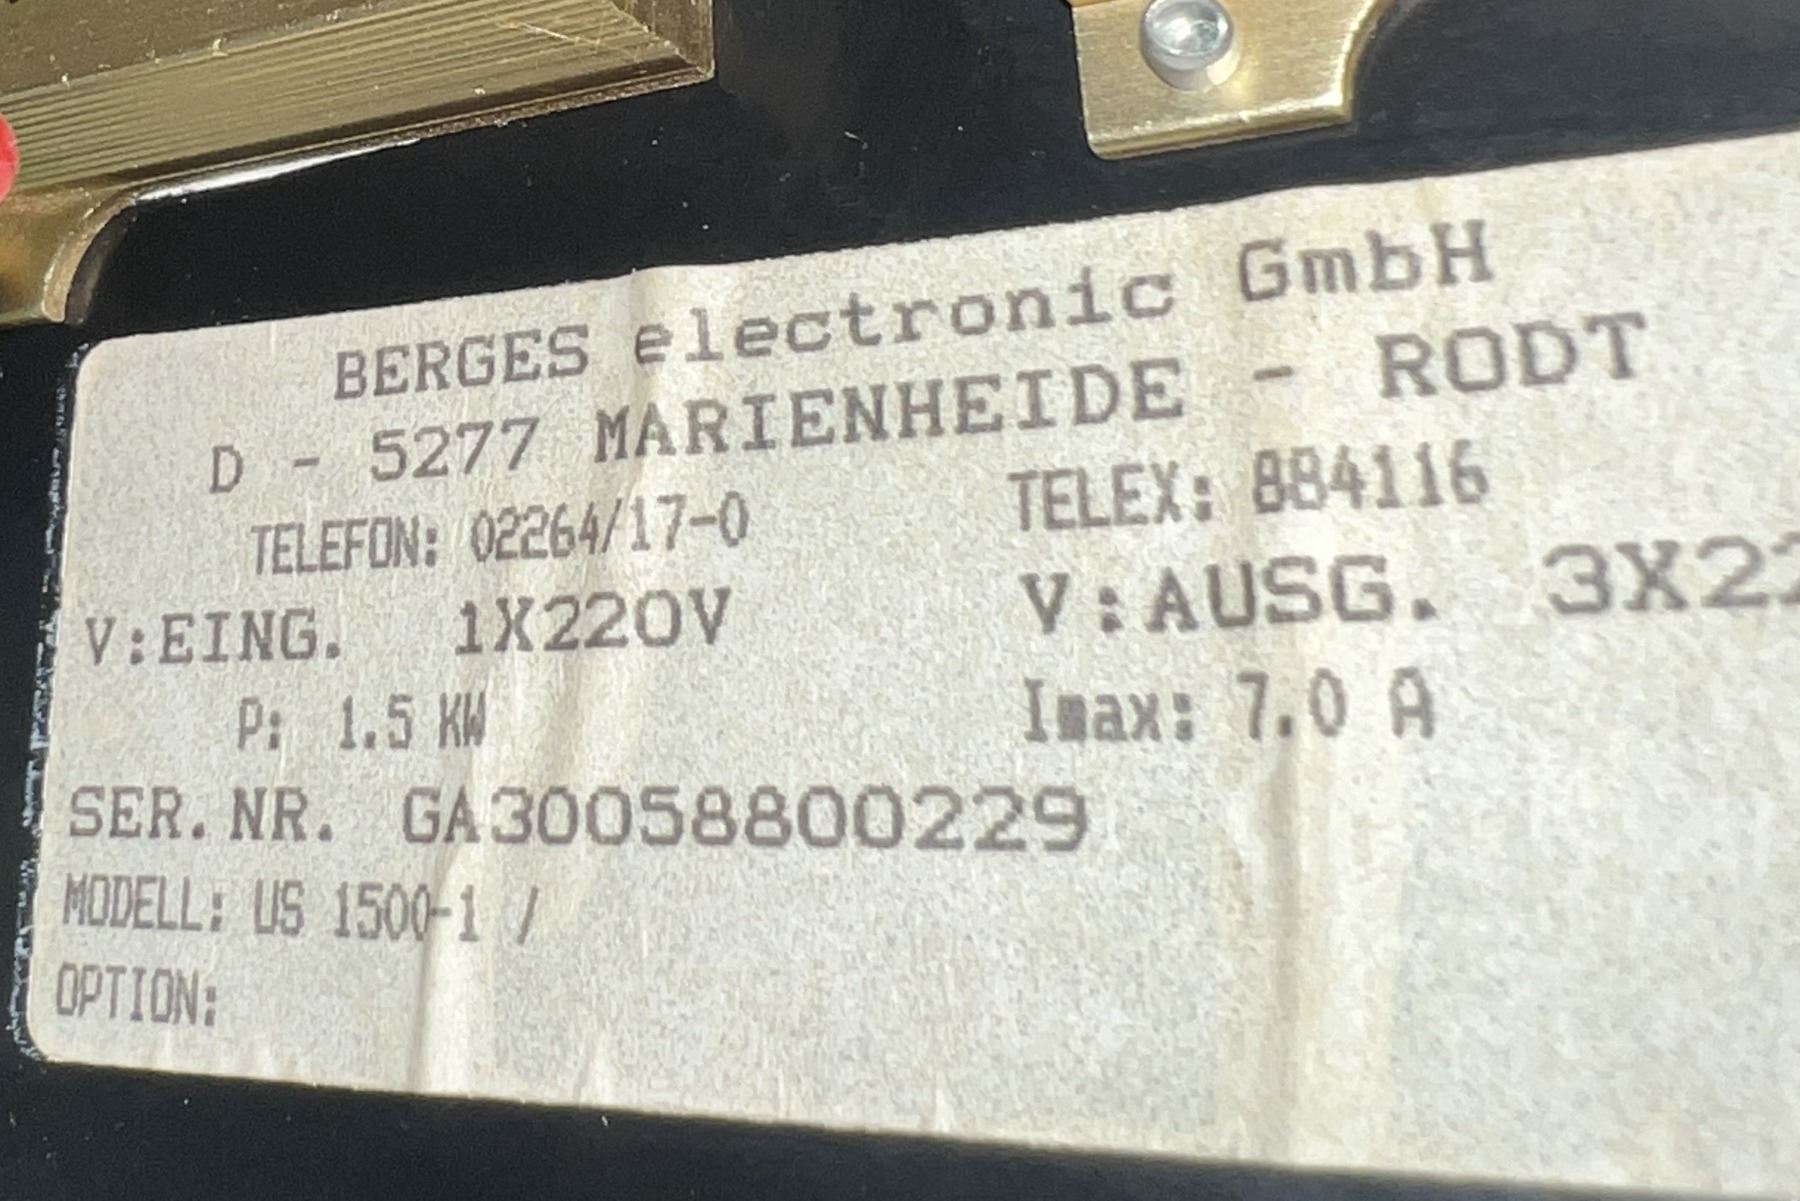 BERGES electronic GmbH
D - 5277 MARIENHEIDE - RODT
TELEFON: 02264/17-0 TELEX: 884116
V:EING. 1X220V V:AUSG. 3X22
P: 1.5 KW Imax: 7.0 A
SER.NR. GA30058800229
MODELL: US 1500-1 /
OPTION: